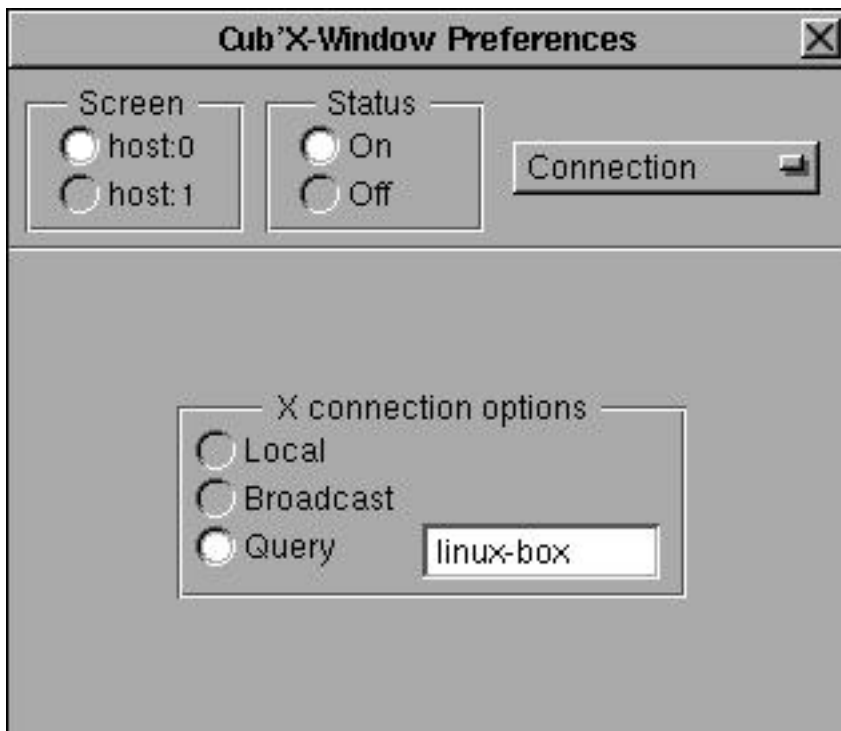 Cub'X-Window Preferences
Screen
host:0
host:1
Status
On
Off
Connection
X connection options
Local
Broadcast
Query
linux-box